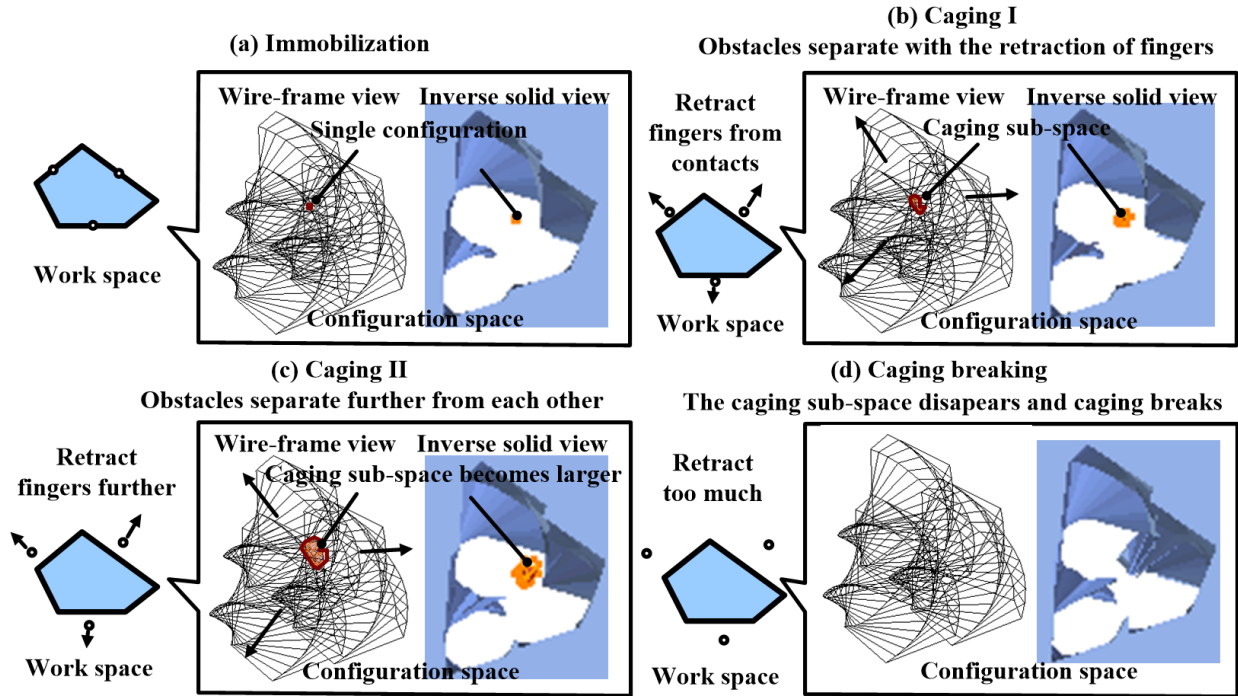 (a) Immobilization
Wire-frame view
Inverse solid view
Single configuration
Work space
Configuration space
(b) Caging I
Obstacles separate with the retraction of fingers
Retract
fingers from
contacts
Wire-frame view
Inverse solid view
Caging sub-space
Work space
Configuration space
(c) Caging II
Obstacles separate further from each other
Retract
fingers further
Wire-frame view
Inverse solid view
Caging sub-space becomes larger
Work space
Configuration space
(d) Caging breaking
The caging sub-space disapears and caging breaks
Retract
too much
Work space
Configuration space